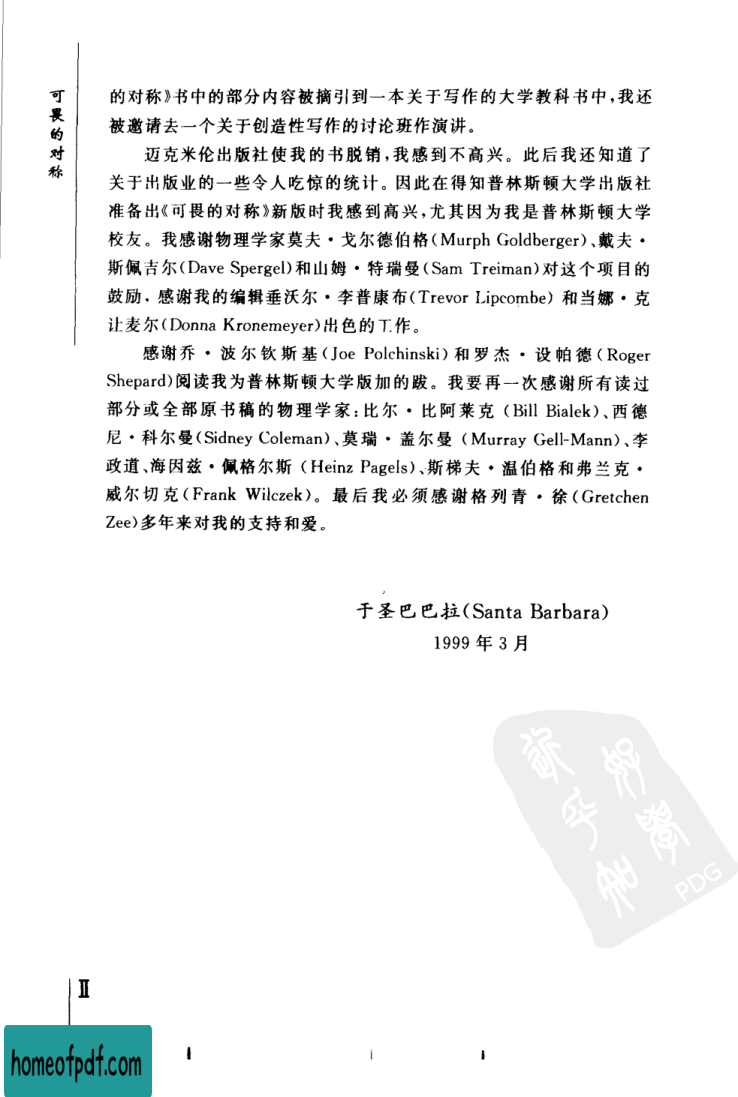 可畏的对称
的对称》书中的部分内容被摘引到一本关于写作的大学教科书中,我还
被邀请去一个关于创造性写作的讨论班作演讲。
迈克米伦出版社使我的书脱销,我感到不高兴。此后我还知道了
关于出版业的一些令人吃惊的统计。因此在得知普林斯顿大学出版社
准备出《可畏的对称》新版时我感到高兴,尤其因为我是普林斯顿大学
校友。我感谢物理学家莫夫·戈尔德伯格(Murph Goldberger)、戴夫·
斯佩吉尔(Dave Spergel)和山姆·特瑞曼(Sam Treiman)对这个项目的
鼓励,感谢我的编辑垂沃尔·李普康布(Trevor Lipcombe) 和当娜·克
让麦尔(Donna Kronemeyer)出色的工作。
感谢乔·波尔钦斯基(Joe Polchinski)和罗杰·设帕德(Roger
Shepard)阅读我为普林斯顿大学版加的跋。我要再一次感谢所有读过
部分或全部原书稿的物理学家:比尔·比阿莱克 (Bill Bialek)、西德
尼·科尔曼(Sidney Coleman)、莫瑞·盖尔曼 (Murray Gell-Mann)、李
政道、海因兹·佩格尔斯 (Heinz Pagels)、斯梯夫·温伯格和弗兰克·
威尔切克(Frank Wilczek)。最后我必须感谢格列青·徐(Gretchen
Zee)多年来对我的支持和爱。
于圣巴巴拉(Santa Barbara)
1999 年 3 月
好学
欲平知
PDG
Ⅱ
homeofpdf.com